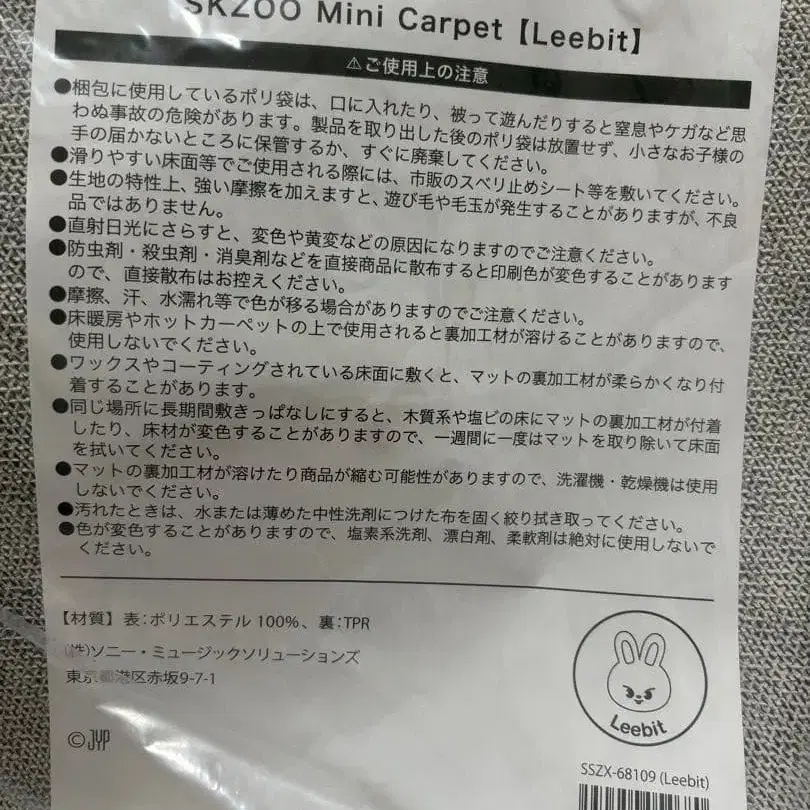 SKZOO Mini Carpet【Leebit】
⚠ご使用上の注意
●梱包に使用しているポリ袋は、口に入れたり、被って遊んだりすると窒息やケガなど思
わぬ事故の危険があります。製品を取り出した後のポリ袋は放置せず、小さなお子様の
手の届かないところに保管するか、すぐに廃棄してください。
●滑りやすい床面等でご使用される際には、市販のスベリ止めシート等を敷いてください。
●生地の特性上、強い摩擦を加えますと、遊び毛や毛玉が発生することがありますが、不良
品ではありません。
●直射日光にさらすと、変色や黄変などの原因になりますのでご注意ください。
●防虫剤・殺虫剤・消臭剤などを直接商品に散布すると印刷色が変色することがあります
ので、直接散布はお控えください。
●摩擦、汗、水濡れ等で色が移る場合がありますのでご注意ください。
●床暖房やホットカーペットの上で使用されると裏加工材が溶けることがありますので、
使用しないでください。
●ワックスやコーティングされている床面に敷くと、マットの裏加工材が柔らかくなり付
着することがあります。
●同じ場所に長期間敷きっぱなしにすると、木質系や塩ビの床にマットの裏加工材が付着
したり、床材が変色することがありますので、一週間に一度はマットを取り除いて床面
を拭いてください。
●マットの裏加工材が溶けたり商品が縮む可能性がありますので、洗濯機・乾燥機は使用
しないでください。
●汚れたときは、水または薄めた中性洗剤につけた布を固く絞り拭き取ってください。
●色が変色することがありますので、塩素系洗剤、漂白剤、柔軟剤は絶対に使用しないで
ください。
【材質】表:ポリエステル 100%、裏:TPR
(株)ソニー・ミュージックソリューションズ
東京都港区赤坂9-7-1
©JYP
Leebit
SSZX-68109 (Leebit)